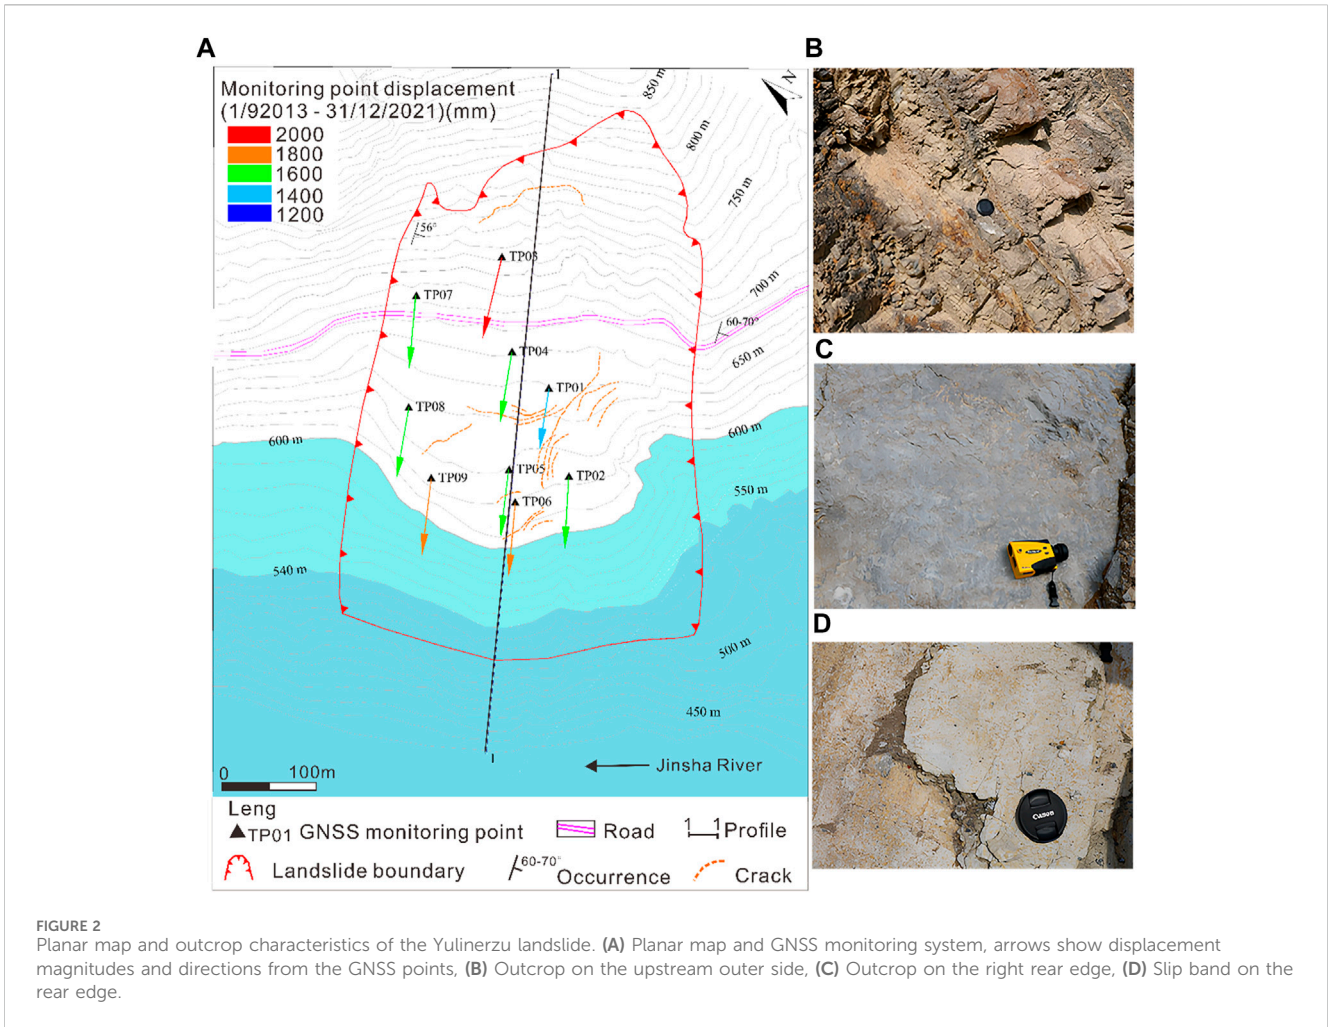 A
B
Monitoring point displacement
(1/92013 - 31/12/2021)(mm)
2000
1800
1600
1400
1200
1
850 m
N
800 m
750 m
56°
TP03
700 m
TP07
60-70°
TP04
650 m
C
TP01
TP08
600 m
600 m
TP05
TP09
TP02
550 m
TP06
540 m
D
500 m
450 m
1
Jinsha River
0 100m
Canon
Leng
TP01 GNSS monitoring point
Road
1 1 Profile
Landslide boundary
60-70° Occurrence
Crack
FIGURE 2
Planar map and outcrop characteristics of the Yulinerzu landslide. (A) Planar map and GNSS monitoring system, arrows show displacement
magnitudes and directions from the GNSS points, (B) Outcrop on the upstream outer side, (C) Outcrop on the right rear edge, (D) Slip band on the
rear edge.